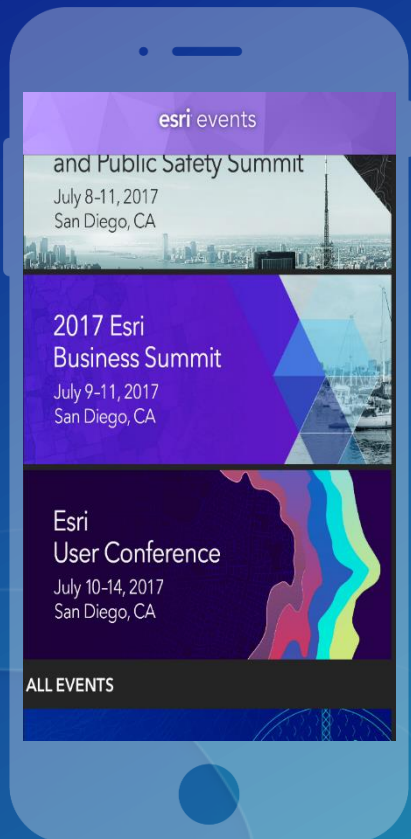 esri events
and Public Safety Summit
July 8-11, 2017
San Diego, CA
2017 Esri
Business Summit
July 9-11, 2017
San Diego, CA
Esri
User Conference
July 10-14, 2017
San Diego, CA
ALL EVENTS